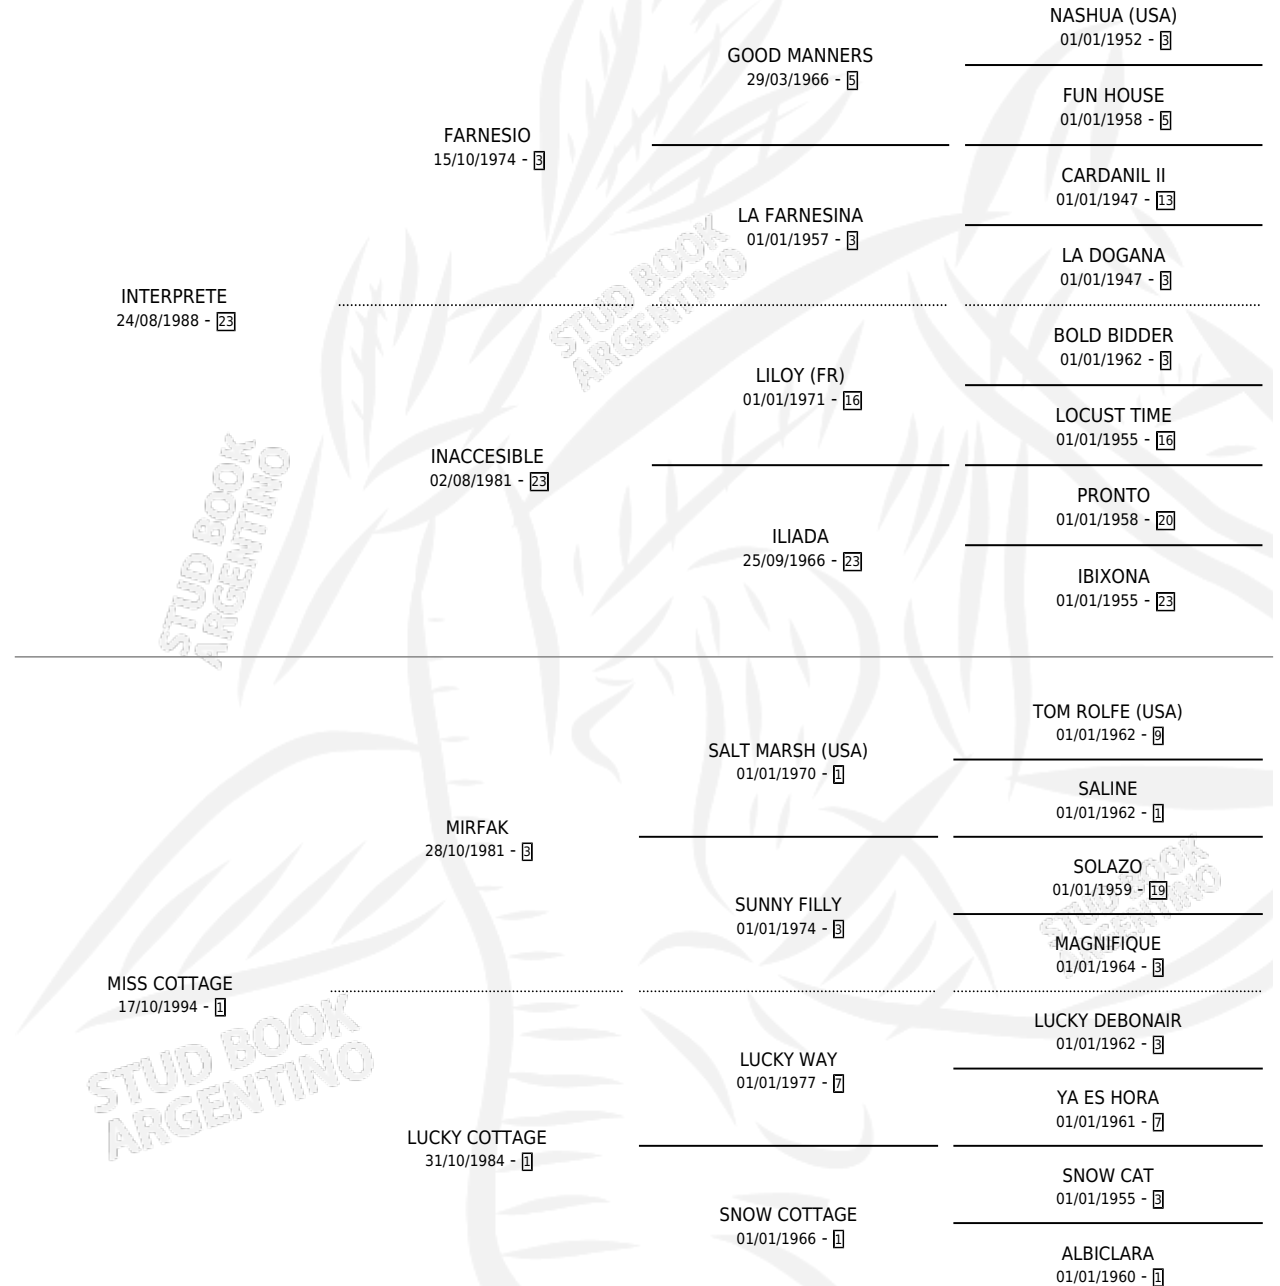 NASHUA (USA)
01/01/1952 - 3
GOOD MANNERS
29/03/1966 - 5
FUN HOUSE
01/01/1958 - 5
FARNESIO
15/10/1974 - 3
CARDANIL II
01/01/1947 - 13
LA FARNESINA
01/01/1957 - 3
LA DOGANA
01/01/1947 - 3
INTERPRETE
24/08/1988 - 23
BOLD BIDDER
01/01/1962 - 3
LILOY (FR)
01/01/1971 - 16
LOCUST TIME
01/01/1955 - 16
INACCESIBLE
02/08/1981 - 23
PRONTO
01/01/1958 - 20
ILIADA
25/09/1966 - 23
IBIXONA
01/01/1955 - 23
STUD BOOK
ARGENTINO
STUD BOOK
ARGENTINO
TOM ROLFE (USA)
01/01/1962 - 9
SALT MARSH (USA)
01/01/1970 - 1
SALINE
01/01/1962 - 1
MIRFAK
28/10/1981 - 3
SOLAZO
01/01/1959 - 19
SUNNY FILLY
01/01/1974 - 3
MAGNIFIQUE
01/01/1964 - 3
STUD BOOK
ARGENTINO
MISS COTTAGE
17/10/1994 - 1
LUCKY DEBONAIR
01/01/1962 - 3
LUCKY WAY
01/01/1977 - 7
YA ES HORA
01/01/1961 - 7
STUD BOOK
ARGENTINO
LUCKY COTTAGE
31/10/1984 - 1
SNOW CAT
01/01/1955 - 3
SNOW COTTAGE
01/01/1966 - 1
ALBICLARA
01/01/1960 - 1